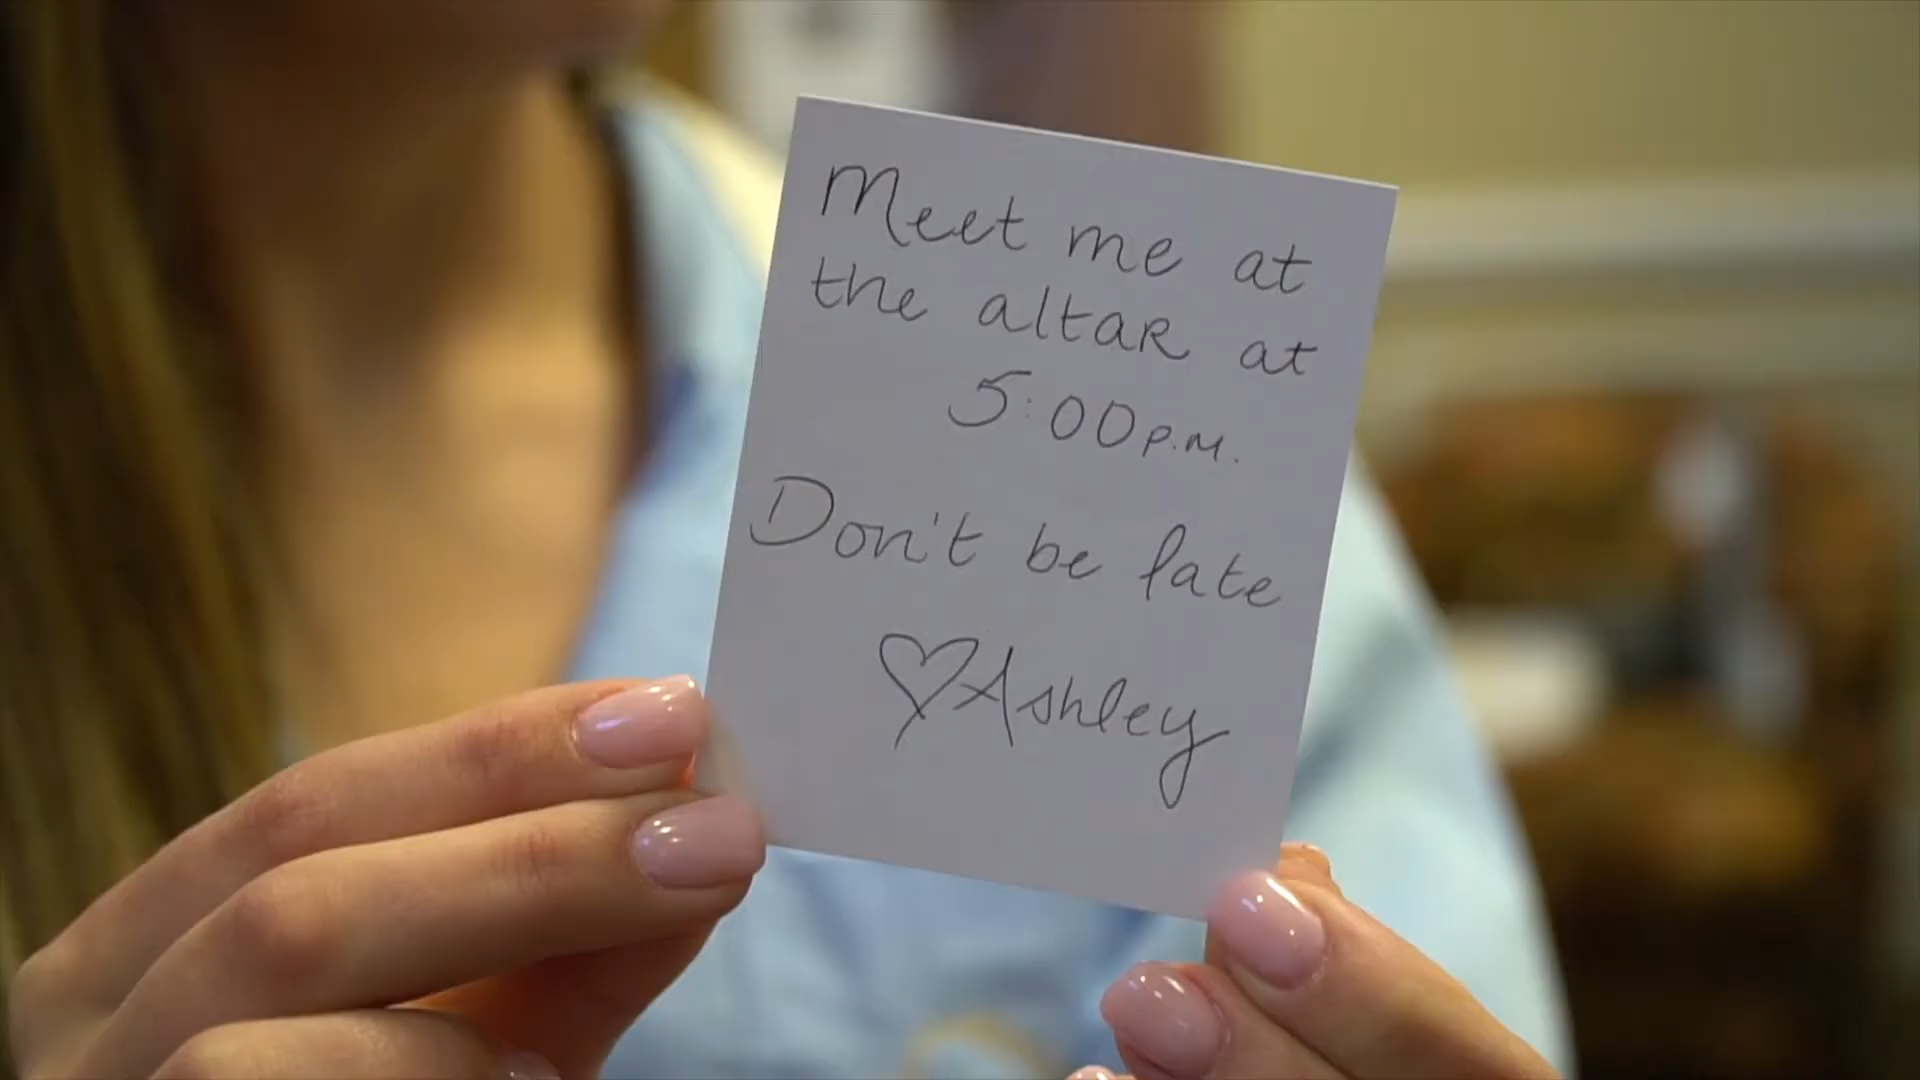 Meet me at
the altar at
5:00 P.M.
Don't be late
♡Ashley